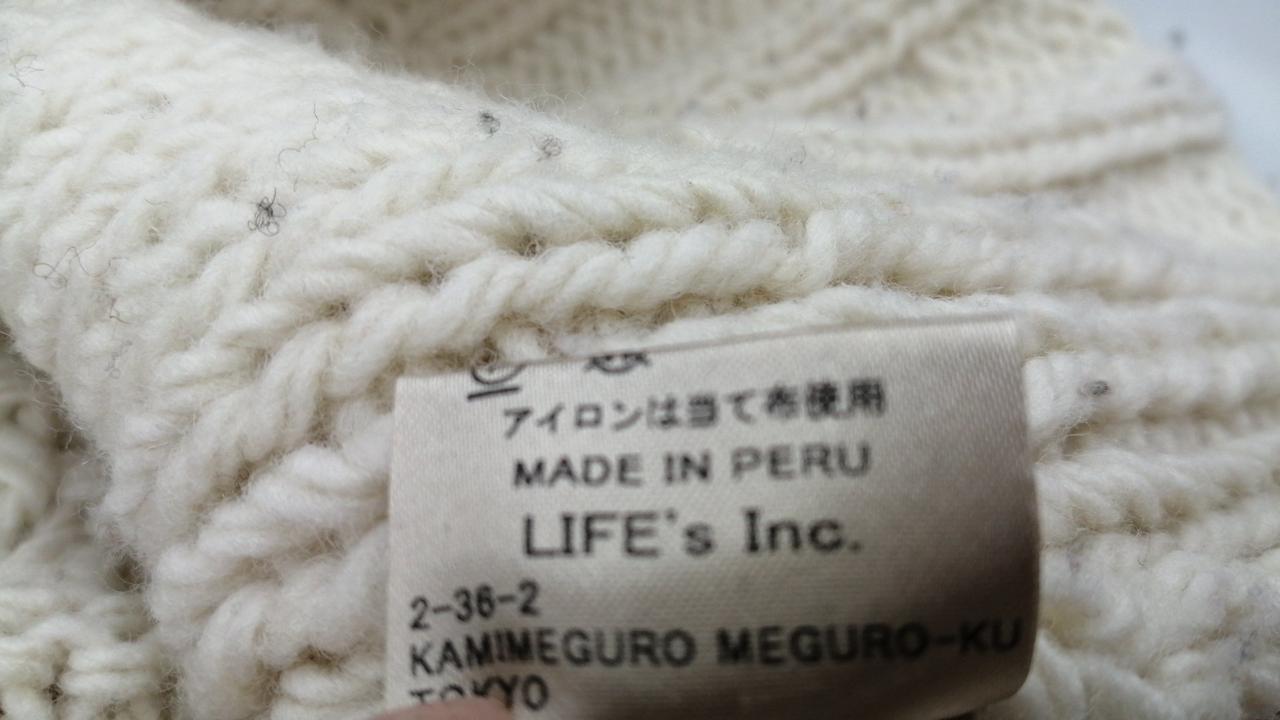 アイロンは当て布使用
MADE IN PERU
LIFE's Inc.
2-36-2
KAMIMEGURO MEGURO-KU
TOKYO